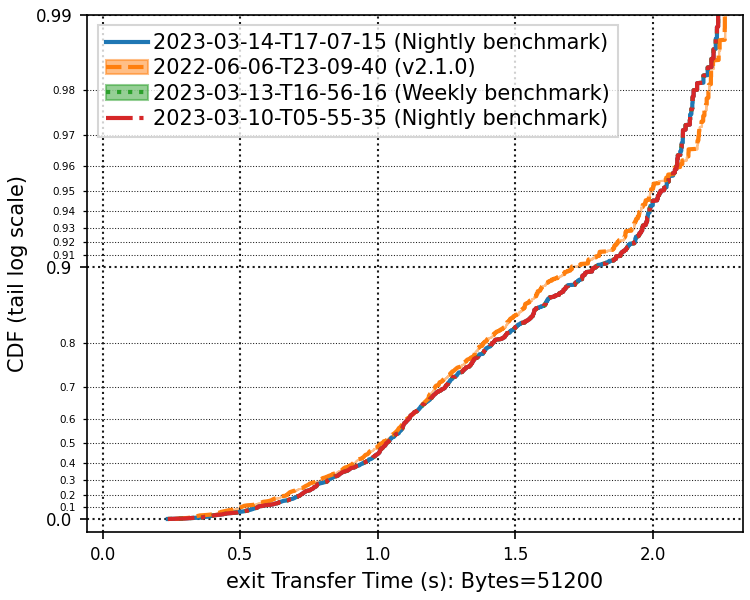 0.99
2023-03-14-T17-07-15 (Nightly benchmark)
2022-06-06-T23-09-40 (v2.1.0)
2023-03-13-T16-56-16 (Weekly benchmark)
2023-03-10-T05-55-35 (Nightly benchmark)
0.98
0.97
0.96
0.95
0.94
0.93
0.92
0.91
0.9
0.8
0.7
0.6
0.5
0.4
0.3
0.2
0.1
0.0
CDF (tail log scale)
0.0 0.5 1.0 1.5 2.0
exit Transfer Time (s): Bytes=51200